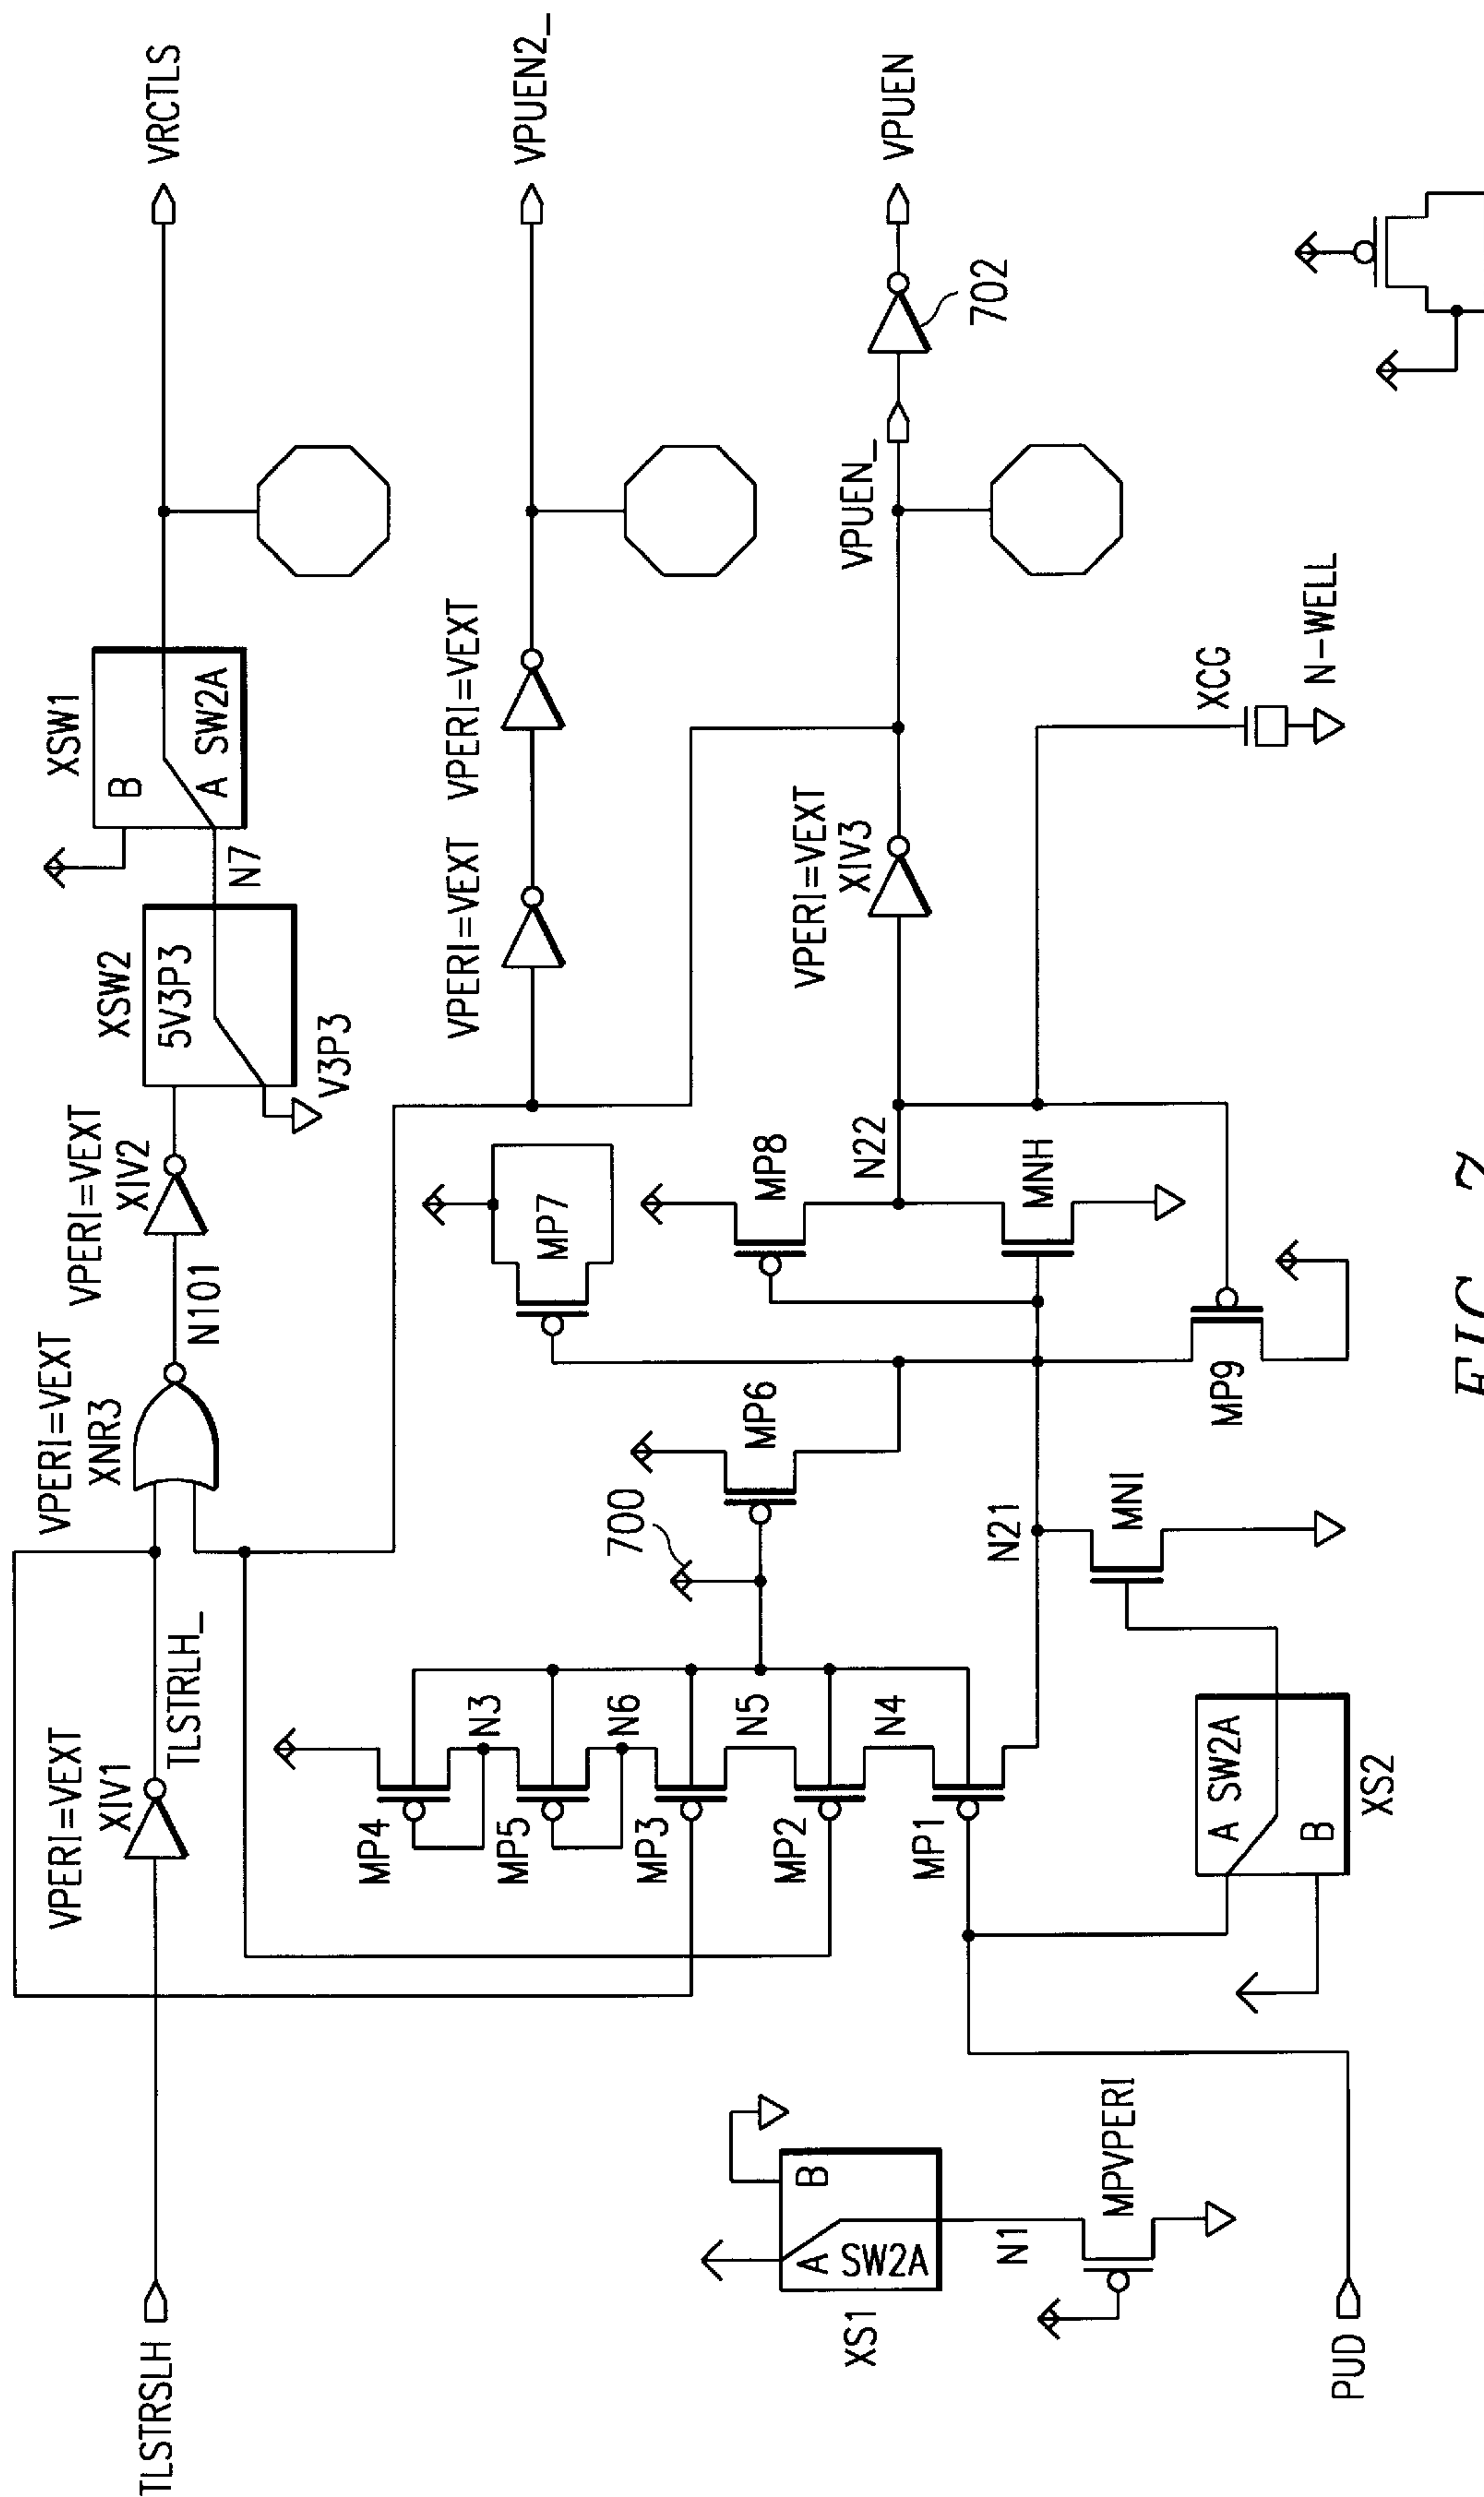 TLSTRSLH
VPERI=VEXT
XIV1
TLSTRLH_
VPERI=VEXT
XNR3
N101
VPERI=VEXT
XIV2
XSW2
5V3P3
V3P3
N7
XSW1
B
A SW2A
VRCTLS
VPERI=VEXT
VPERI=VEXT
VPUEN2_
MP4
N3
MP5
N6
MP3
N5
MP2
N4
MP1
700
MP6
MP7
MP8
N22
MNH
VPERI=VEXT
XIV3
VPUEN_
702
VPUEN
XS1
A
B
SW2A
N1
MPVPERI
N21
MNI
MP9
XCG
N-WELL
A SW2A
B
XS2
PUD
FIG. 7